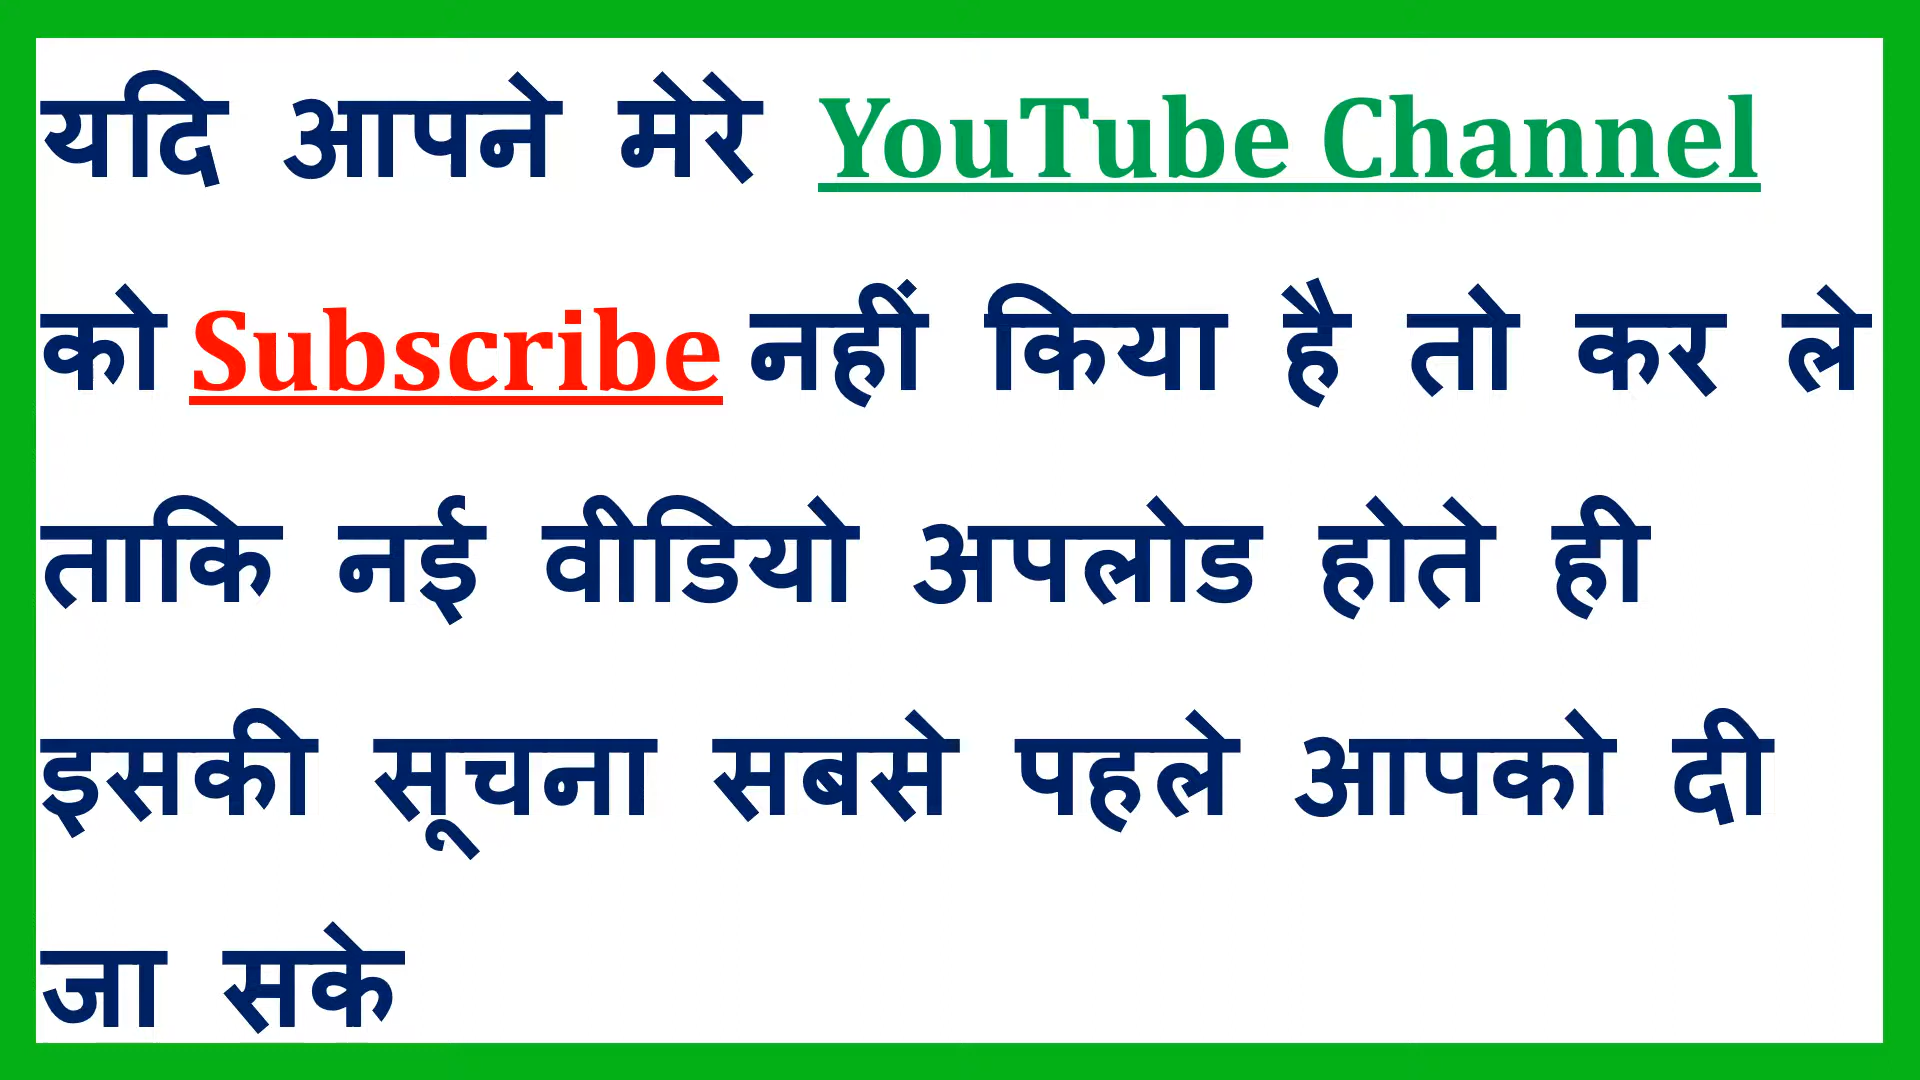 यदि आपने मेरे YouTube Channel
को Subscribe नहीं किया है तो कर ले
ताकि नई वीडियो अपलोड होते ही
इसकी सूचना सबसे पहले आपको दी
जा सके